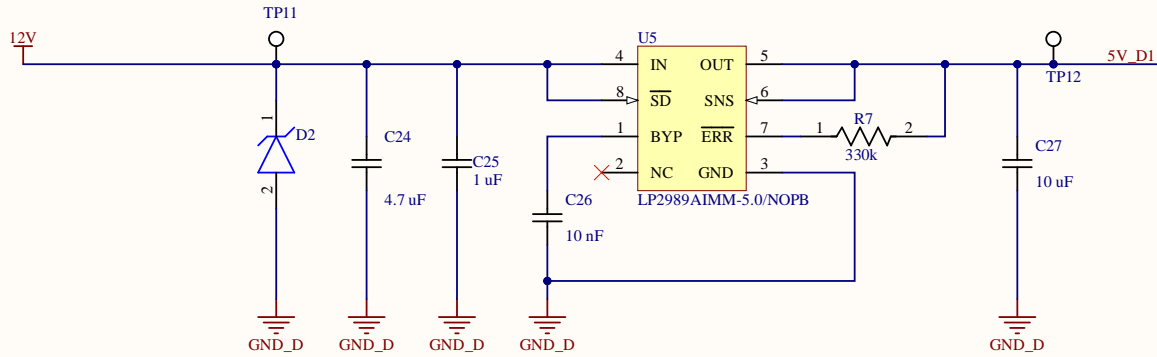 TP11
12V
U5
4
IN
OUT
5
5V_D1
TP12
8
SD
SNS
6
1
D2
2
C24
4.7 uF
C25
1 uF
1
BYP
ERR
7
1
R7
2
330k
2
NC
GND
3
C27
10 uF
LP2989AIMM-5.0/NOPB
C26
10 nF
GND_D
GND_D
GND_D
GND_D
GND_D